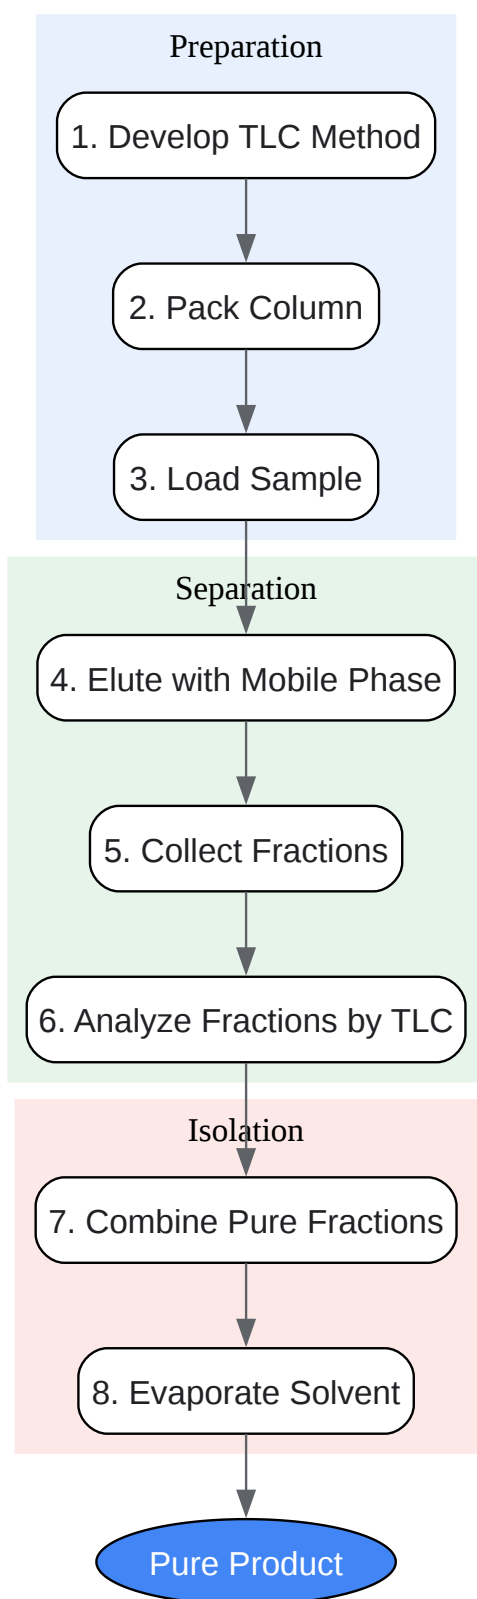 Preparation
1. Develop TLC Method
2. Pack Column
3. Load Sample
Separation
4. Elute with Mobile Phase
5. Collect Fractions
6. Analyze Fractions by TLC
Isolation
7. Combine Pure Fractions
8. Evaporate Solvent
Pure Product